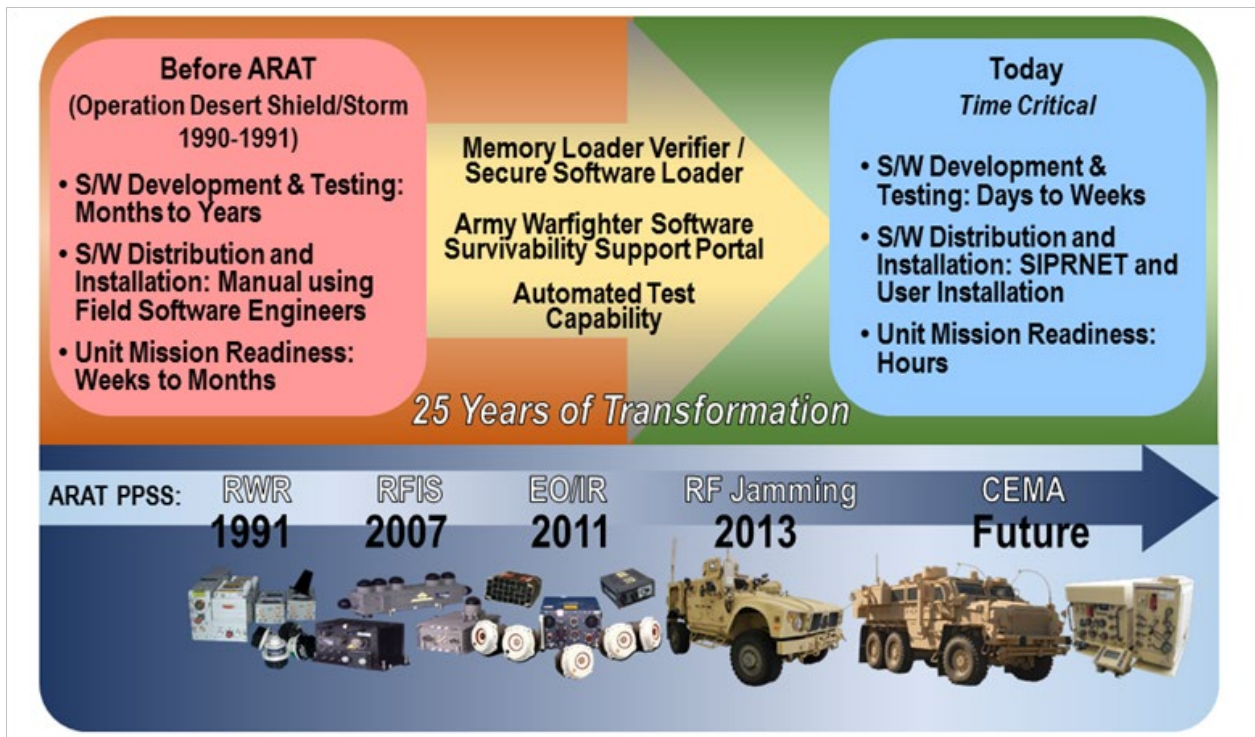 Before ARAT
(Operation Desert Shield/Storm
1990-1991)
• S/W Development & Testing:
Months to Years
• S/W Distribution and
Installation: Manual using
Field Software Engineers
• Unit Mission Readiness:
Weeks to Months
Memory Loader Verifier /
Secure Software Loader
Army Warfighter Software
Survivability Support Portal
Automated Test
Capability
Today
Time Critical
• S/W Development &
Testing: Days to Weeks
• S/W Distribution and
Installation: SIPRNET and
User Installation
• Unit Mission Readiness:
Hours
25 Years of Transformation
ARAT PPSS: RWR RFIS EO/IR RF Jamming CEMA
1991 2007 2011 2013 Future